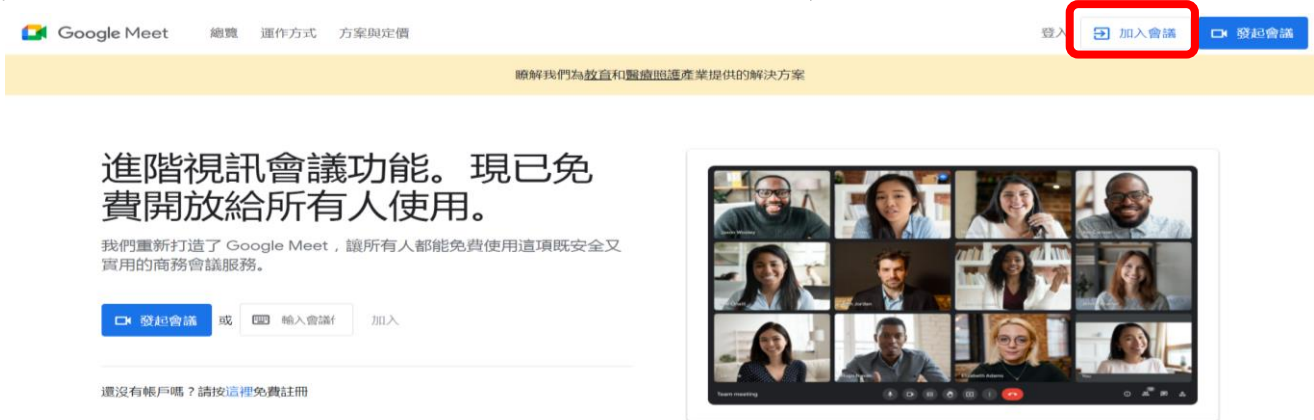 Google Meet 總覽 運作方式 方案與定價 登入 加入會議 發起會議
瞭解我們為教育和醫療照護產業提供的解決方案
進階視訊會議功能。現已免
費開放給所有人使用。
我們重新打造了 Google Meet，讓所有人都能免費使用這項既安全又
實用的商務會議服務。
發起會議 或 輸入會議 加入
還沒有帳戶嗎？請按這裡免費註冊
Team meeting